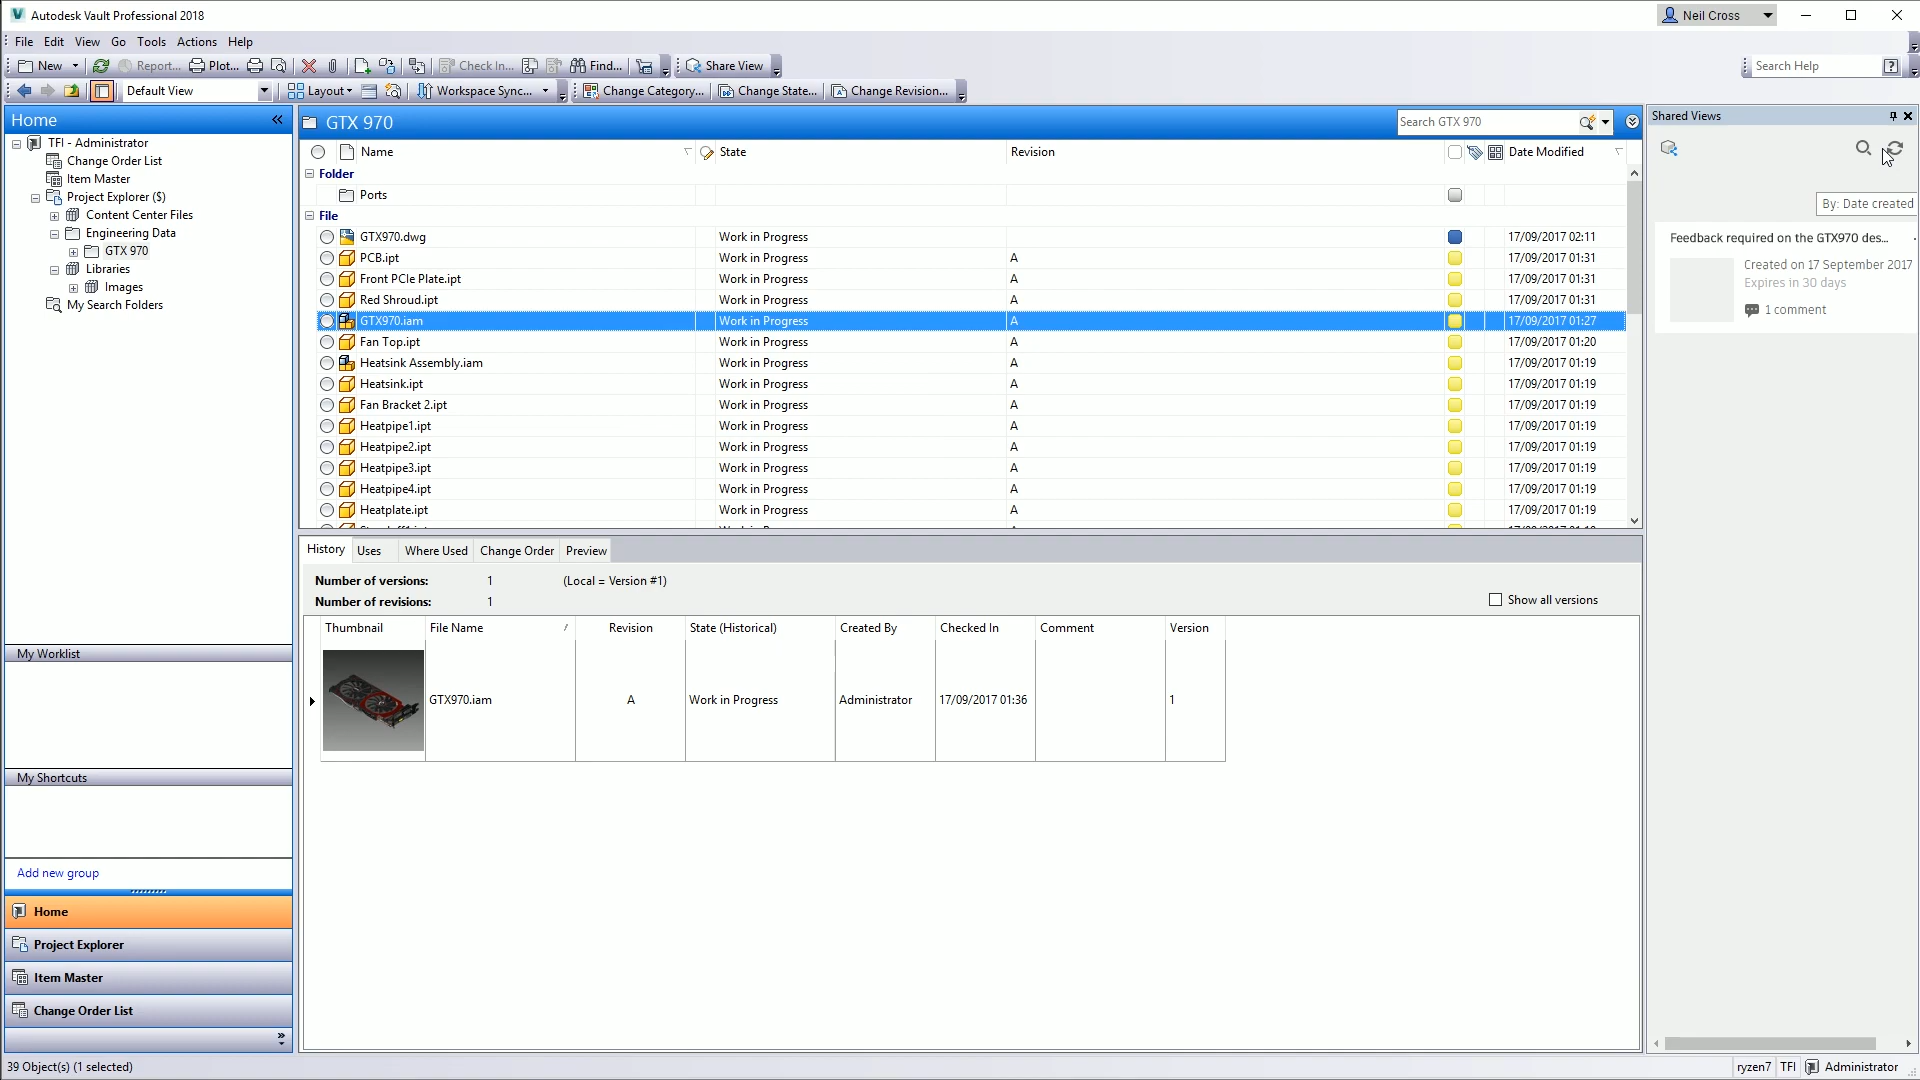 Autodesk Vault Professional 2018
Neil Cross
File Edit View Go Tools Actions Help
New Report... Plot... Check In... Find... Share View
Search Help
Default View Layout Workspace Sync... Change Category... Change State... Change Revision...
Home
TFI - Administrator
Change Order List
Item Master
Project Explorer ($)
Content Center Files
Engineering Data
GTX 970
Libraries
Images
My Search Folders
My Worklist
My Shortcuts
Add new group
Home
Project Explorer
Item Master
Change Order List
GTX 970
Search GTX 970
Name State Revision Date Modified
Folder
Ports
File
GTX970.dwg Work in Progress 17/09/2017 02:11
PCB.ipt Work in Progress A 17/09/2017 01:31
Front PCIe Plate.ipt Work in Progress A 17/09/2017 01:31
Red Shroud.ipt Work in Progress A 17/09/2017 01:31
GTX970.iam Work in Progress A 17/09/2017 01:27
Fan Top.ipt Work in Progress A 17/09/2017 01:20
Heatsink Assembly.iam Work in Progress A 17/09/2017 01:19
Heatsink.ipt Work in Progress A 17/09/2017 01:19
Fan Bracket 2.ipt Work in Progress A 17/09/2017 01:19
Heatpipe1.ipt Work in Progress A 17/09/2017 01:19
Heatpipe2.ipt Work in Progress A 17/09/2017 01:19
Heatpipe3.ipt Work in Progress A 17/09/2017 01:19
Heatpipe4.ipt Work in Progress A 17/09/2017 01:19
Heatplate.ipt Work in Progress A 17/09/2017 01:19
History Uses Where Used Change Order Preview
Number of versions: 1 (Local = Version #1)
Number of revisions: 1
Show all versions
Thumbnail File Name Revision State (Historical) Created By Checked In Comment Version
GTX970.iam A Work in Progress Administrator 17/09/2017 01:36 1
Shared Views
By: Date created
Feedback required on the GTX970 des...
Created on 17 September 2017
Expires in 30 days
1 comment
39 Object(s) (1 selected)
ryzen7 TFI Administrator